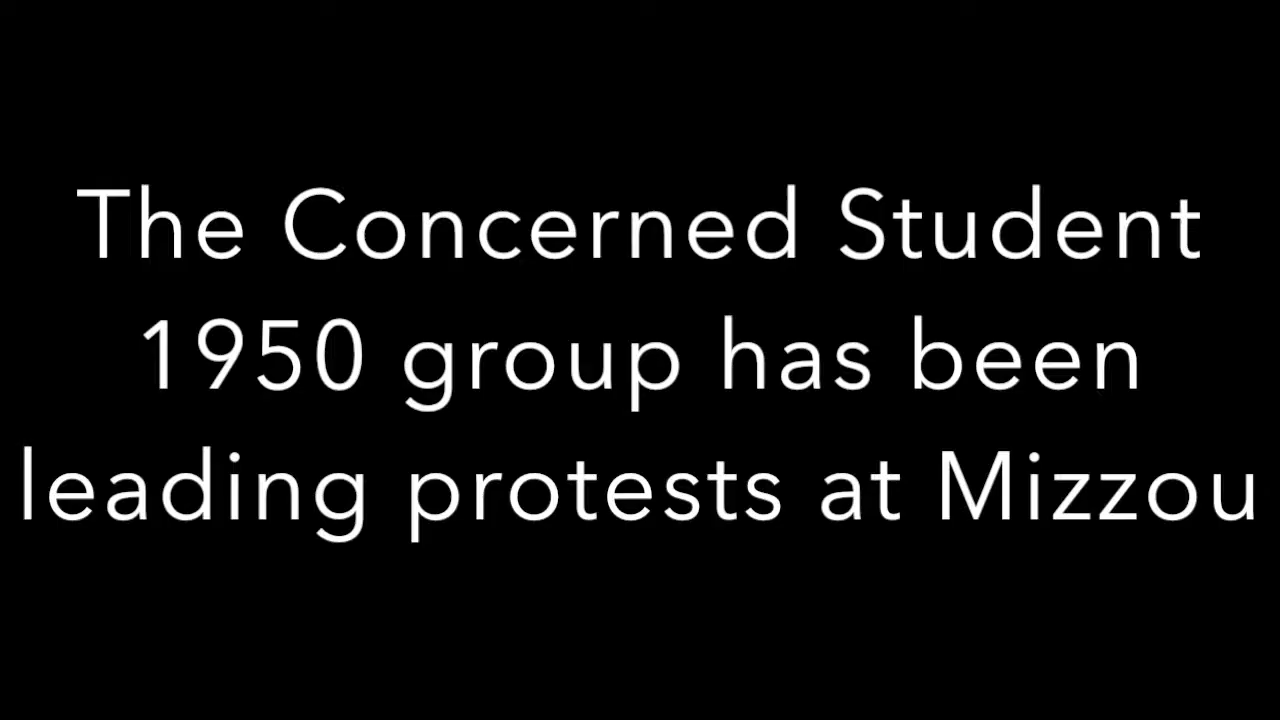 The Concerned Student
1950 group has been
leading protests at Mizzou